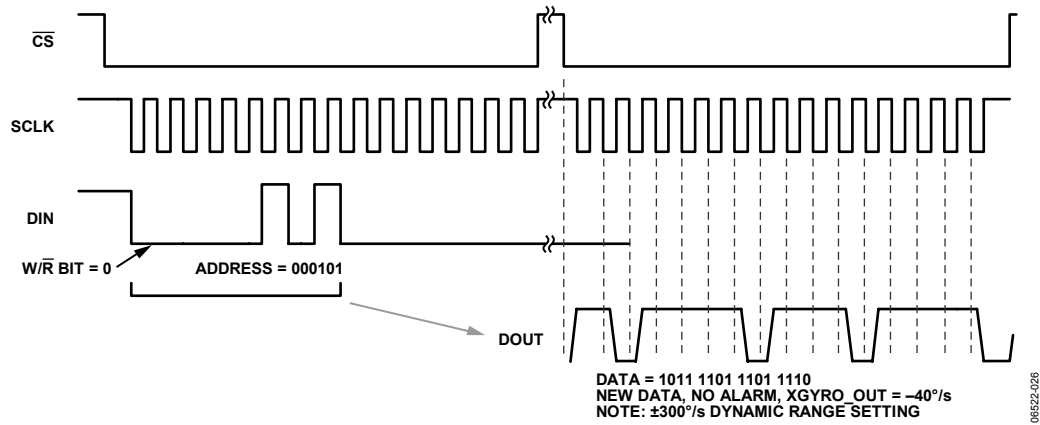 CS
SCLK
DIN
W/R BIT = 0
ADDRESS = 000101
DOUT
DATA = 1011 1101 1101 1110
NEW DATA, NO ALARM, XGYRO_OUT = –40°/s
NOTE: ±300°/s DYNAMIC RANGE SETTING
06522-026